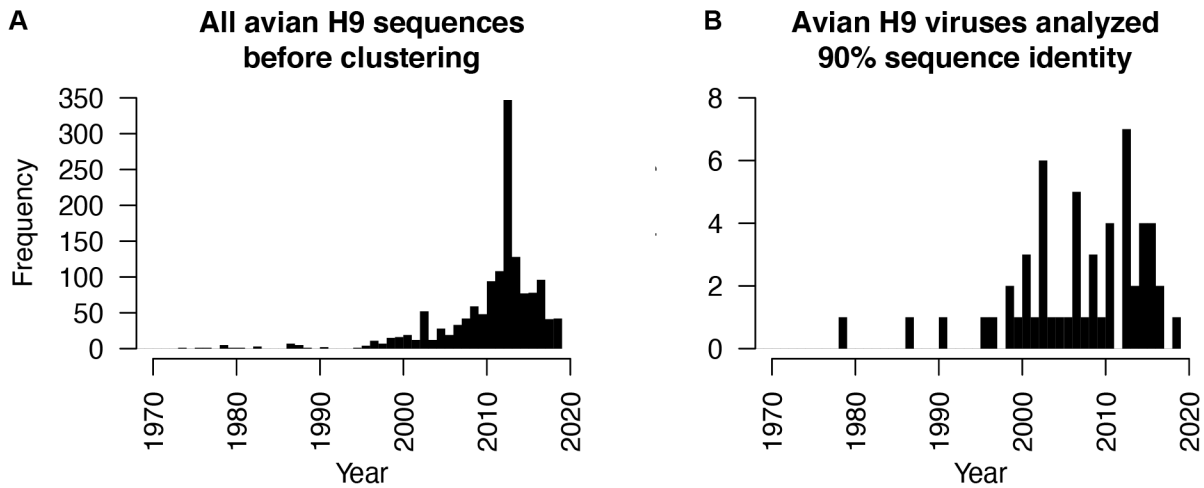 A
All avian H9 sequences
before clustering
350
300
250
200
150
100
50
0
Frequency
1970
1980
1990
2000
2010
2020
Year
B
Avian H9 viruses analyzed
90% sequence identity
8
6
4
2
0
1970
1980
1990
2000
2010
2020
Year